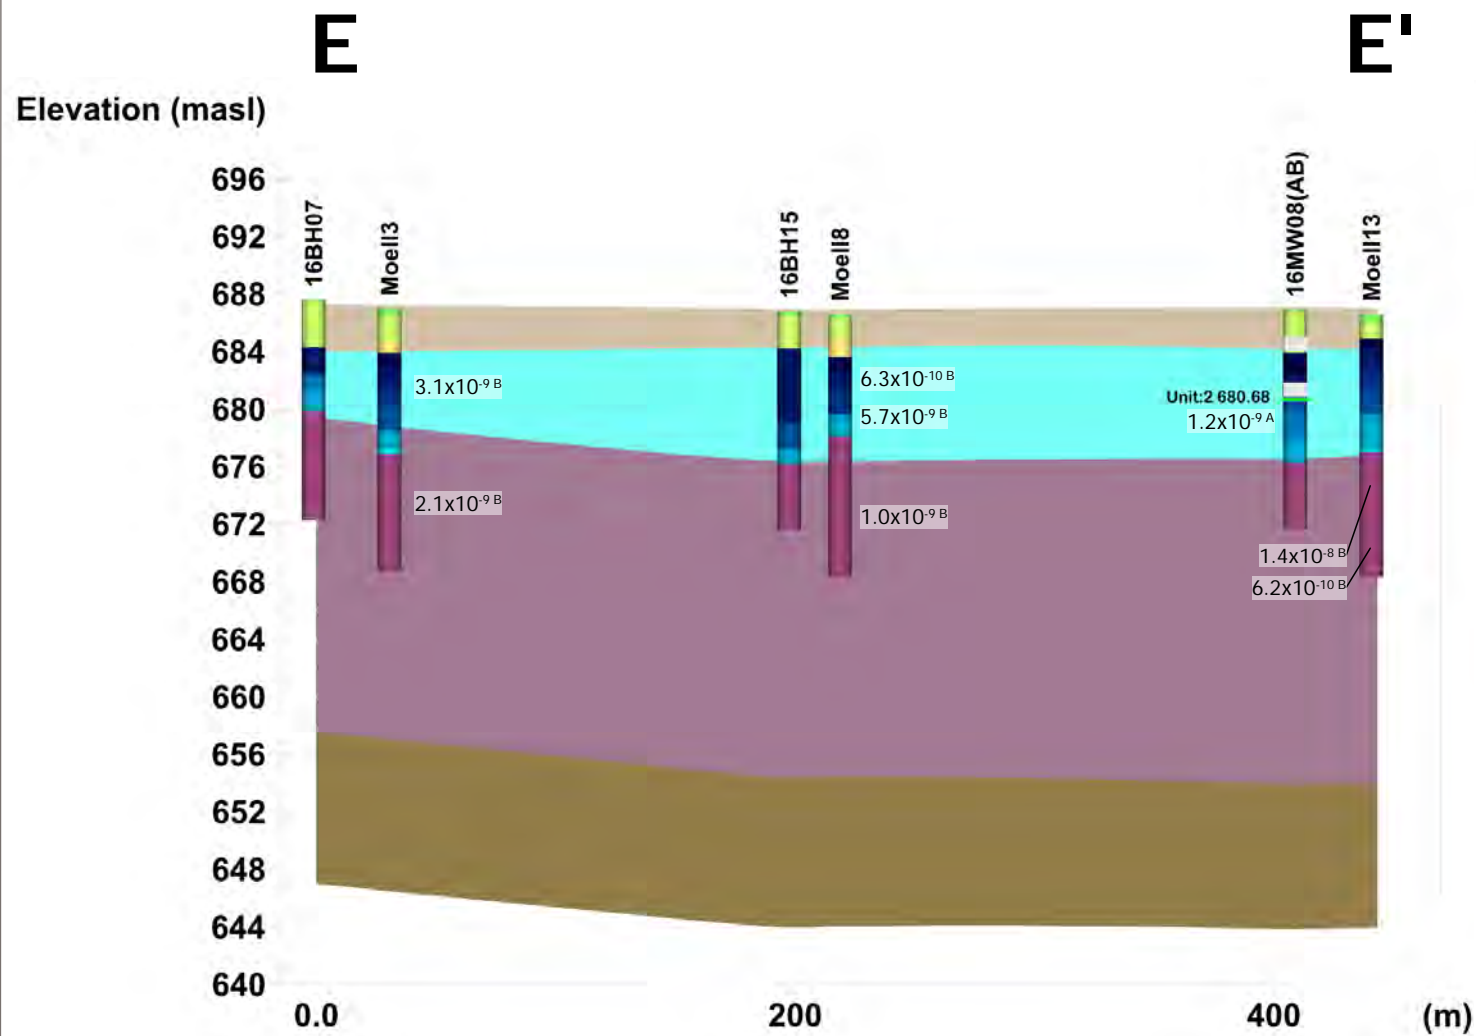 E
E'
Elevation (masl)
696
692
688
684
680
676
672
668
664
660
656
652
648
644
640
16BH07
Moell3
16BH15
Moell8
16MW08(AB)
Moell13
3.1x10⁻⁹ ᴮ
2.1x10⁻⁹ ᴮ
6.3x10⁻¹⁰ ᴮ
5.7x10⁻⁹ ᴮ
1.0x10⁻⁹ ᴮ
Unit:2 680.68
1.2x10⁻⁹ ᴬ
1.4x10⁻⁸ ᴮ
6.2x10⁻¹⁰ ᴮ
0.0
200
400
(m)